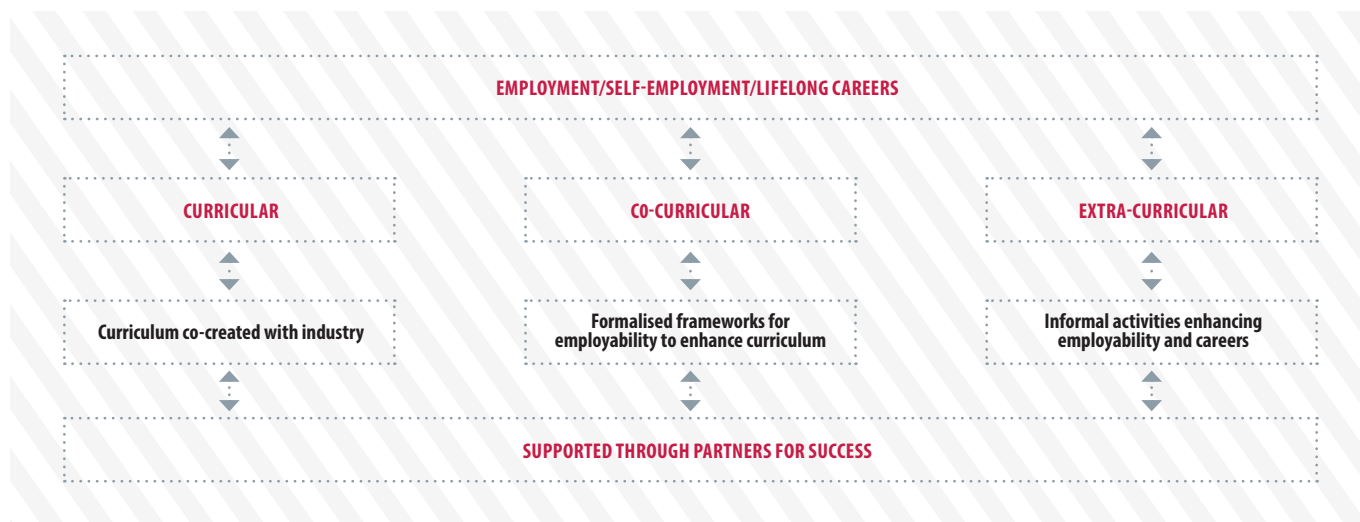 EMPLOYMENT/SELF-EMPLOYMENT/LIFELONG CAREERS
CURRICULAR
CO-CURRICULAR
EXTRA-CURRICULAR
Curriculum co-created with industry
Formalised frameworks for
employability to enhance curriculum
Informal activities enhancing
employability and careers
SUPPORTED THROUGH PARTNERS FOR SUCCESS